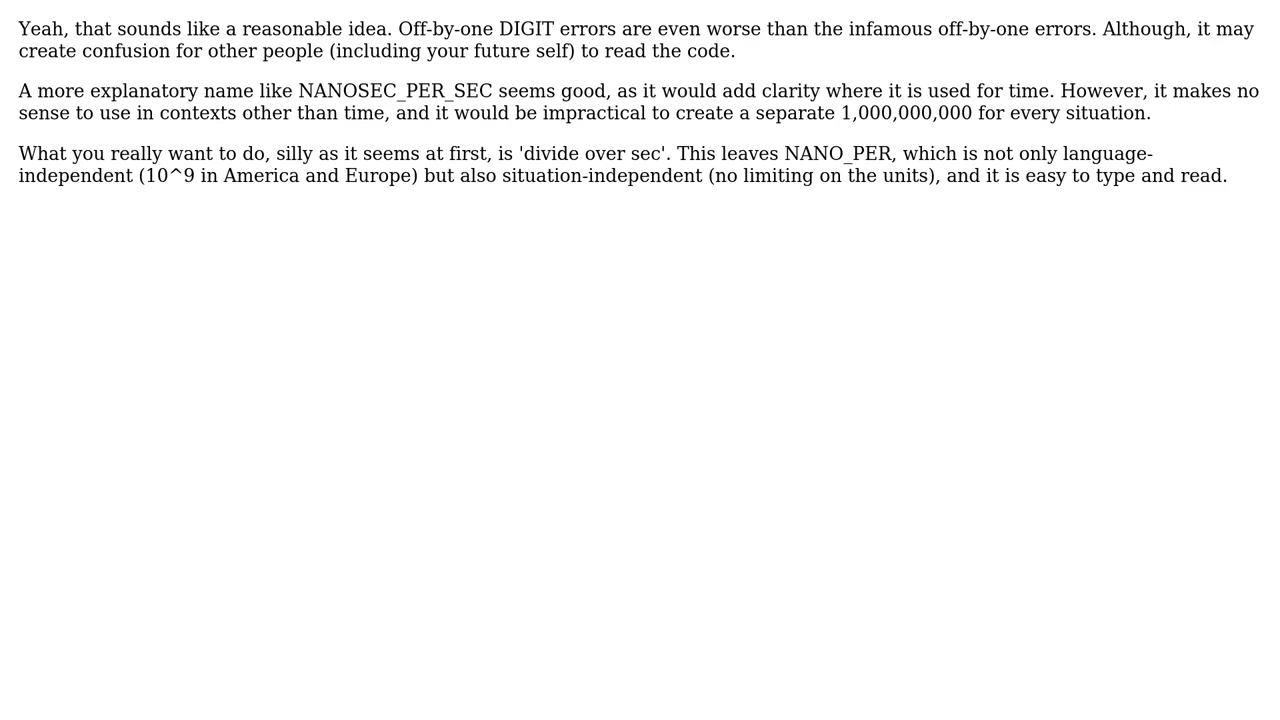 Yeah, that sounds like a reasonable idea. Off-by-one DIGIT errors are even worse than the infamous off-by-one errors. Although, it may
create confusion for other people (including your future self) to read the code.
A more explanatory name like NANOSEC_PER_SEC seems good, as it would add clarity where it is used for time. However, it makes no
sense to use in contexts other than time, and it would be impractical to create a separate 1,000,000,000 for every situation.
What you really want to do, silly as it seems at first, is 'divide over sec'. This leaves NANO_PER, which is not only language-
independent (10^9 in America and Europe) but also situation-independent (no limiting on the units), and it is easy to type and read.